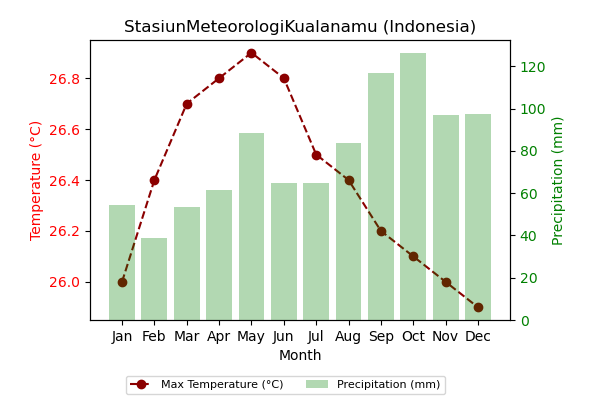 StasiunMeteorologiKualanamu (Indonesia)
Temperature (°C)
26.8
26.6
26.4
26.2
26.0
120
100
80
60
40
20
0
Precipitation (mm)
Jan Feb Mar Apr May Jun Jul Aug Sep Oct Nov Dec
Month
Max Temperature (°C) Precipitation (mm)